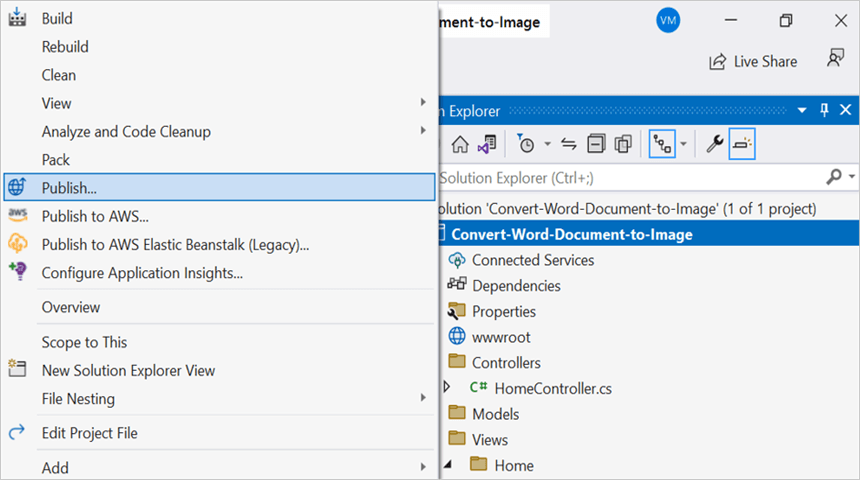 Build
Rebuild
Clean
View
Analyze and Code Cleanup
Pack
Publish...
aws
Publish to AWS...
Publish to AWS Elastic Beanstalk (Legacy)...
Configure Application Insights...
Overview
Scope to This
New Solution Explorer View
File Nesting
Edit Project File
Add
ment-to-Image
VM
Live Share
n Explorer
Solution Explorer (Ctrl+;)
olution 'Convert-Word-Document-to-Image' (1 of 1 project)
Convert-Word-Document-to-Image
Connected Services
Dependencies
Properties
wwwroot
Controllers
C# HomeController.cs
Models
Views
Home